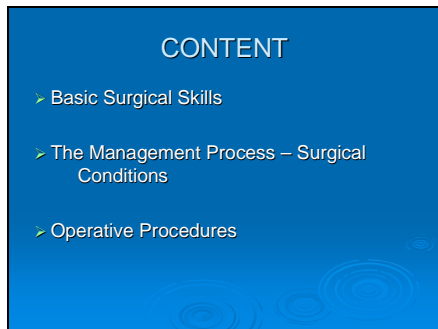 CONTENT
➢ Basic Surgical Skills
➢ The Management Process – Surgical
Conditions
➢ Operative Procedures